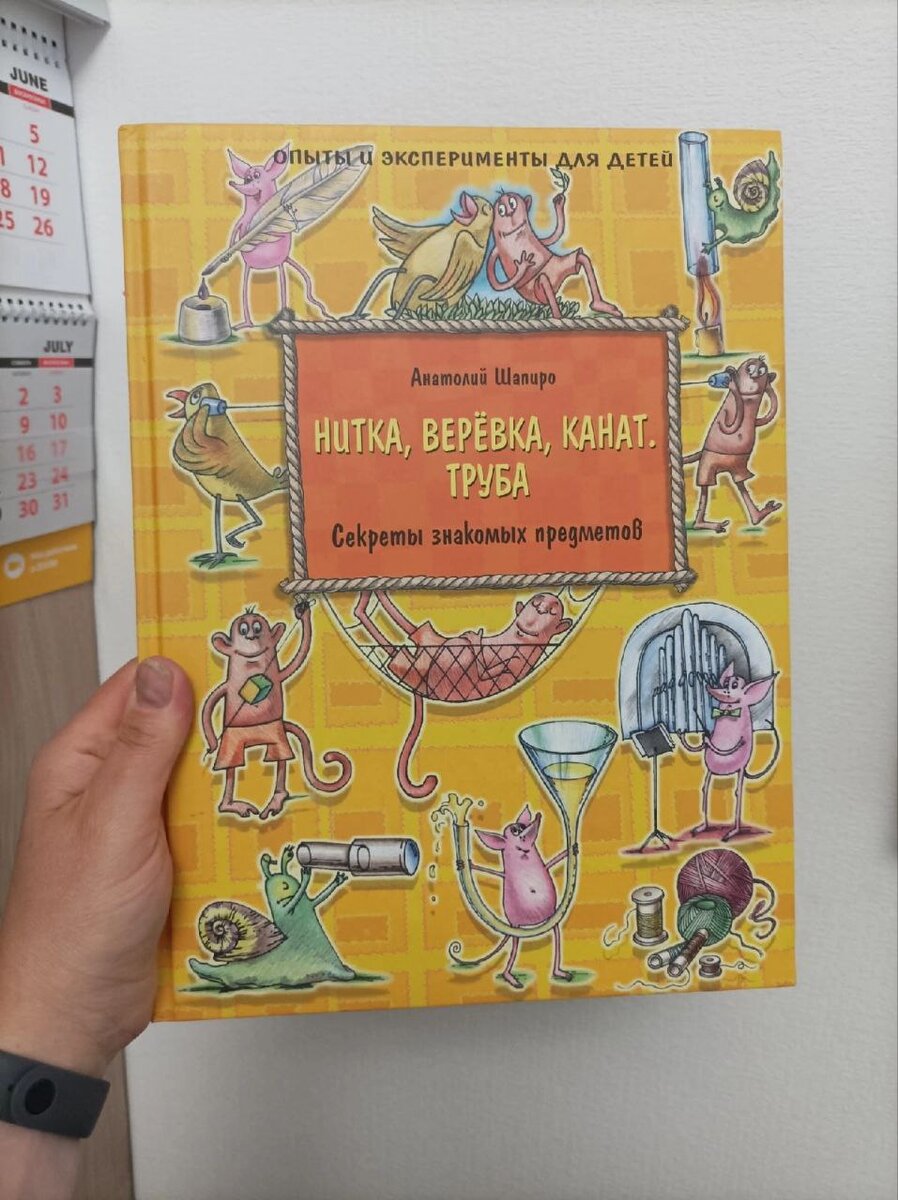 JUNE
5
12
19
25 26
JULY
2 3
9 10
16 17
23 24
30 31
ОПЫТЫ И ЭКСПЕРИМЕНТЫ ДЛЯ ДЕТЕЙ
Анатолий Шапиро
НИТКА, ВЕРЁВКА, КАНАТ.
ТРУБА
Секреты знакомых предметов